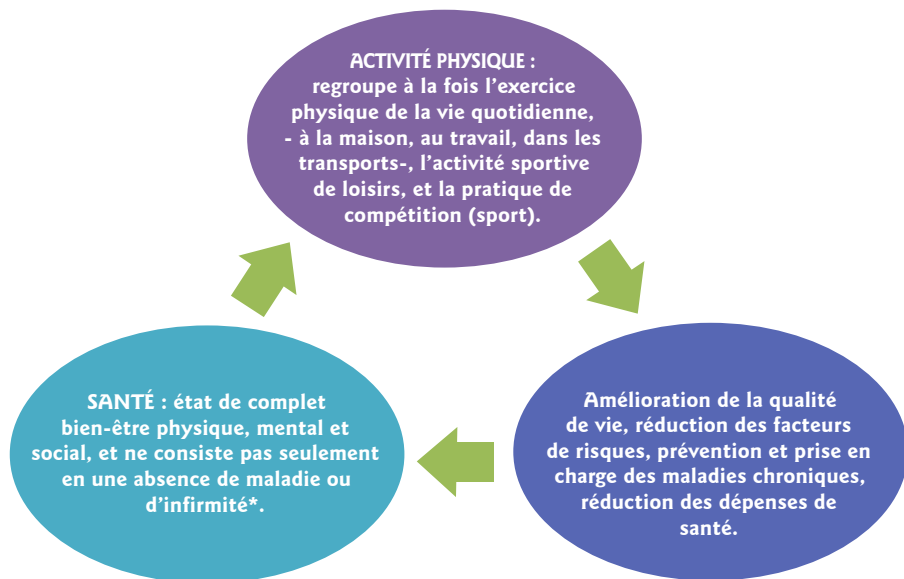 ACTIVITÉ PHYSIQUE :
regroupe à la fois l'exercice
physique de la vie quotidienne,
- à la maison, au travail, dans les
transports-, l'activité sportive
de loisirs, et la pratique de
compétition (sport).
SANTÉ : état de complet
bien-être physique, mental et
social, et ne consiste pas seulement
en une absence de maladie ou
d'infirmité*.
Amélioration de la qualité
de vie, réduction des facteurs
de risques, prévention et prise en
charge des maladies chroniques,
réduction des dépenses de
santé.